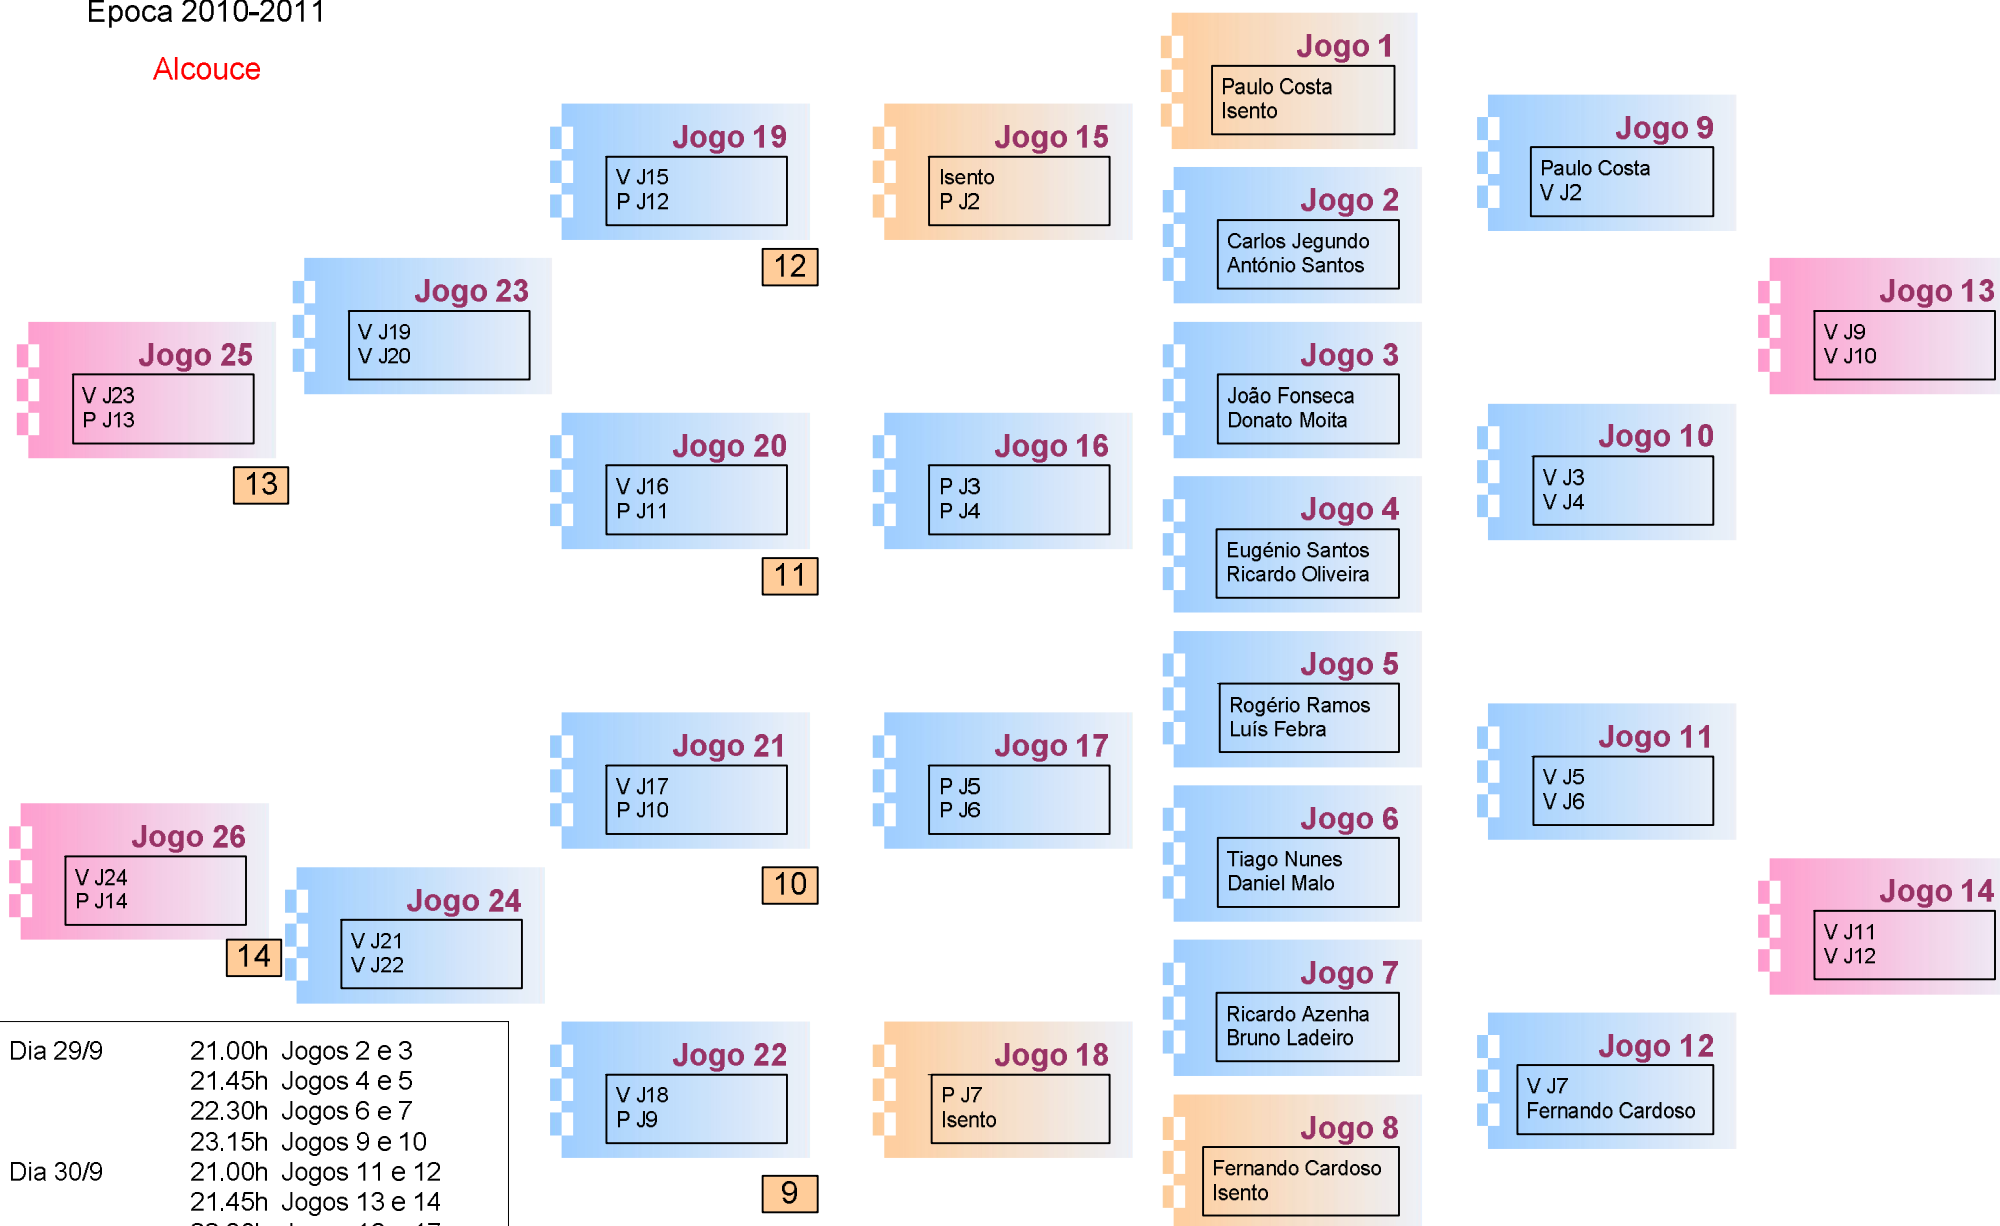 Epoca 2010-2011
Alcouce
Jogo 1
Paulo Costa
Isento
Jogo 19
V J15
P J12
12
Jogo 15
Isento
P J2
Jogo 9
Paulo Costa
V J2
Jogo 2
Carlos Jegundo
António Santos
Jogo 23
V J19
V J20
Jogo 13
V J9
V J10
Jogo 25
V J23
P J13
13
Jogo 3
João Fonseca
Donato Moita
Jogo 20
V J16
P J11
11
Jogo 16
P J3
P J4
Jogo 10
V J3
V J4
Jogo 4
Eugénio Santos
Ricardo Oliveira
Jogo 5
Rogério Ramos
Luís Febra
Jogo 21
V J17
P J10
10
Jogo 17
P J5
P J6
Jogo 11
V J5
V J6
Jogo 6
Tiago Nunes
Daniel Malo
Jogo 26
V J24
P J14
14
Jogo 24
V J21
V J22
Jogo 14
V J11
V J12
Jogo 7
Ricardo Azenha
Bruno Ladeiro
Jogo 22
V J18
P J9
9
Jogo 18
P J7
Isento
Jogo 12
V J7
Fernando Cardoso
Jogo 8
Fernando Cardoso
Isento
Dia 29/9 21.00h Jogos 2 e 3
21.45h Jogos 4 e 5
22.30h Jogos 6 e 7
23.15h Jogos 9 e 10
Dia 30/9 21.00h Jogos 11 e 12
21.45h Jogos 13 e 14